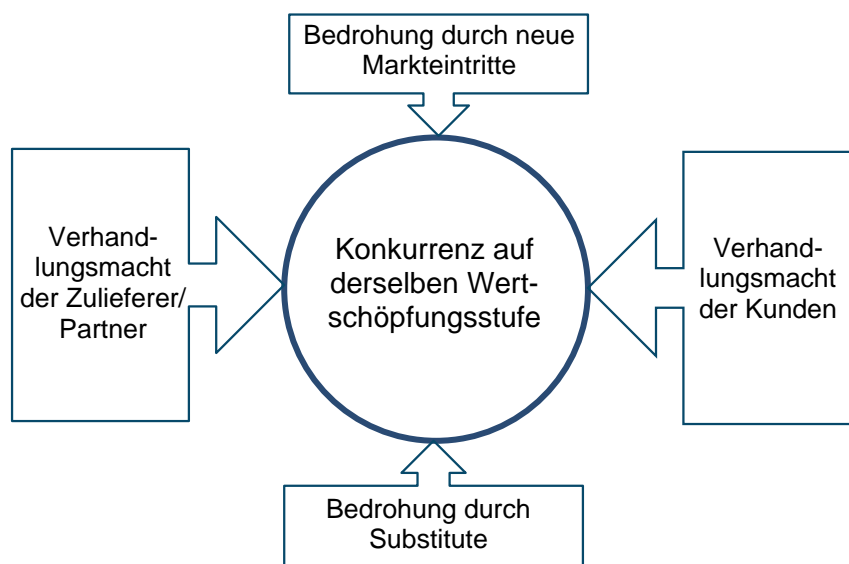 Bedrohung durch neue
Markteintritte
Verhand-
lungsmacht
der Zulieferer/
Partner
Konkurrenz auf
derselben Wert-
schöpfungsstufe
Verhand-
lungsmacht
der Kunden
Bedrohung durch
Substitute